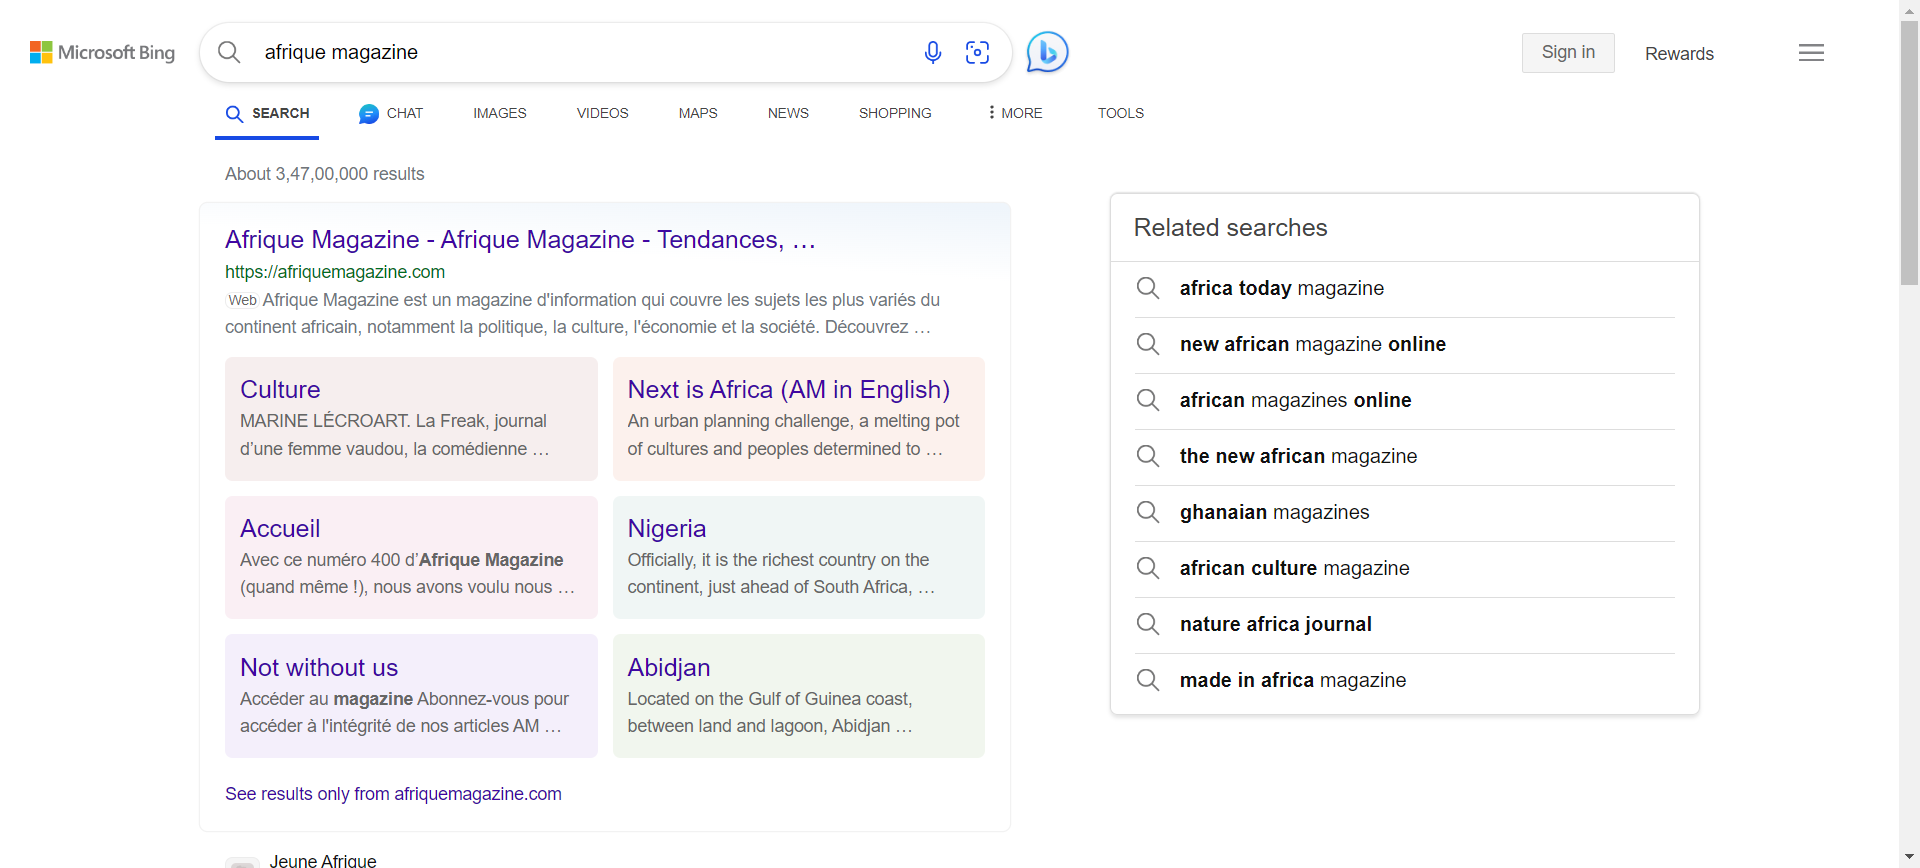 Microsoft Bing
afrique magazine
Sign in
Rewards
SEARCH
CHAT
IMAGES
VIDEOS
MAPS
NEWS
SHOPPING
MORE
TOOLS
About 3,47,00,000 results
Afrique Magazine - Afrique Magazine - Tendances, …
https://afriquemagazine.com
Web Afrique Magazine est un magazine d'information qui couvre les sujets les plus variés du
continent africain, notamment la politique, la culture, l'économie et la société. Découvrez …
Culture
MARINE LÉCROART. La Freak, journal
d’une femme vaudou, la comédienne …
Next is Africa (AM in English)
An urban planning challenge, a melting pot
of cultures and peoples determined to …
Accueil
Avec ce numéro 400 d’Afrique Magazine
(quand même !), nous avons voulu nous …
Nigeria
Officially, it is the richest country on the
continent, just ahead of South Africa, …
Not without us
Accéder au magazine Abonnez-vous pour
accéder à l'intégrité de nos articles AM …
Abidjan
Located on the Gulf of Guinea coast,
between land and lagoon, Abidjan …
See results only from afriquemagazine.com
Jeune Afrique
Related searches
africa today magazine
new african magazine online
african magazines online
the new african magazine
ghanaian magazines
african culture magazine
nature africa journal
made in africa magazine